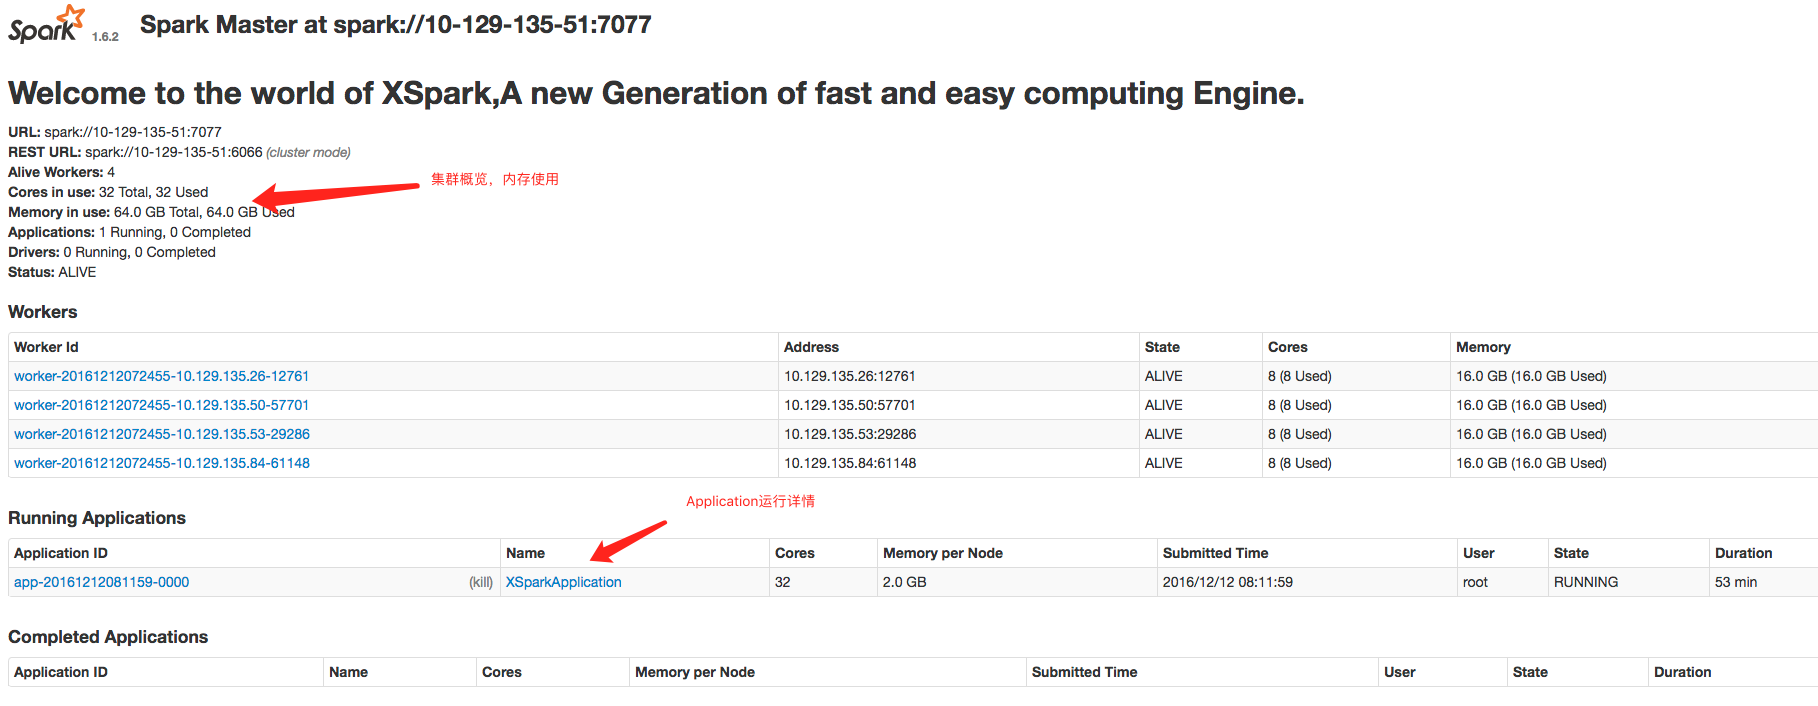 Spark 1.6.2 Spark Master at spark://10-129-135-51:7077
Welcome to the world of XSpark,A new Generation of fast and easy computing Engine.
URL: spark://10-129-135-51:7077
REST URL: spark://10-129-135-51:6066 (cluster mode)
Alive Workers: 4
集群概览，内存使用
Cores in use: 32 Total, 32 Used
Memory in use: 64.0 GB Total, 64.0 GB Used
Applications: 1 Running, 0 Completed
Drivers: 0 Running, 0 Completed
Status: ALIVE
Workers
Worker Id Address State Cores Memory
worker-20161212072455-10.129.135.26-12761 10.129.135.26:12761 ALIVE 8 (8 Used) 16.0 GB (16.0 GB Used)
worker-20161212072455-10.129.135.50-57701 10.129.135.50:57701 ALIVE 8 (8 Used) 16.0 GB (16.0 GB Used)
worker-20161212072455-10.129.135.53-29286 10.129.135.53:29286 ALIVE 8 (8 Used) 16.0 GB (16.0 GB Used)
worker-20161212072455-10.129.135.84-61148 10.129.135.84:61148 ALIVE 8 (8 Used) 16.0 GB (16.0 GB Used)
Application运行详情
Running Applications
Application ID Name Cores Memory per Node Submitted Time User State Duration
app-20161212081159-0000 (kill) XSparkApplication 32 2.0 GB 2016/12/12 08:11:59 root RUNNING 53 min
Completed Applications
Application ID Name Cores Memory per Node Submitted Time User State Duration